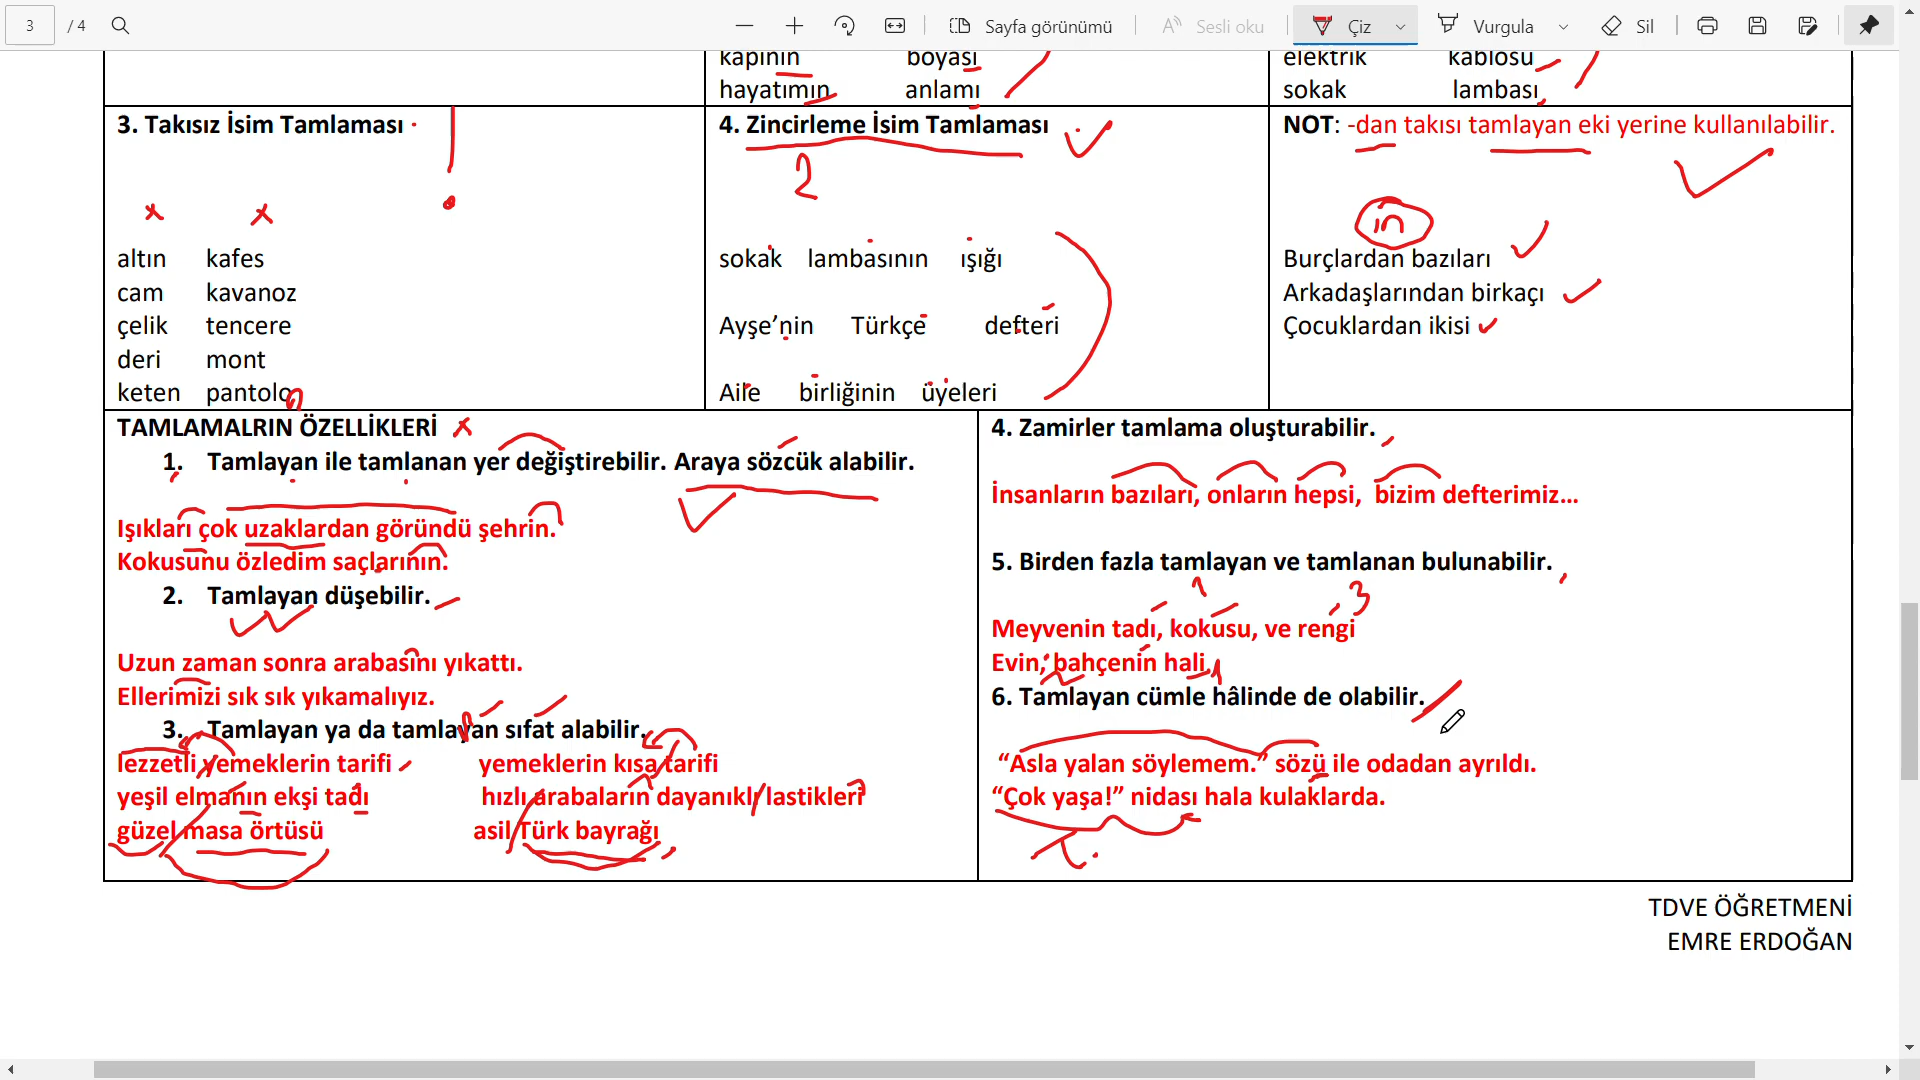 3 / 4 Sayfa görünümü Sesli oku Çiz Vurgula Sil
kapının boyası
hayatımın anlamı
elektrik kablosu
sokak lambası
3. Takısız İsim Tamlaması
altın kafes
cam kavanoz
çelik tencere
deri mont
keten pantolo
4. Zincirleme İsim Tamlaması
2
sokak lambasının ışığı
Ayşe’nin Türkçe defteri
Aile birliğinin üyeleri
NOT: -dan takısı tamlayan eki yerine kullanılabilir.
in
Burçlardan bazıları
Arkadaşlarından birkaçı
Çocuklardan ikisi
TAMLAMALRIN ÖZELLİKLERİ
1. Tamlayan ile tamlanan yer değiştirebilir. Araya sözcük alabilir.
Işıkları çok uzaklardan göründü şehrin.
Kokusunu özledim saçlarının.
2. Tamlayan düşebilir.
Uzun zaman sonra arabasını yıkattı.
Ellerimizi sık sık yıkamalıyız.
3. Tamlayan ya da tamlayan sıfat alabilir.
lezzetli yemeklerin tarifi yemeklerin kısa tarifi
yeşil elmanın ekşi tadı hızlı arabaların dayanıklı lastikleri
güzel masa örtüsü asil Türk bayrağı
4. Zamirler tamlama oluşturabilir.
İnsanların bazıları, onların hepsi, bizim defterimiz...
5. Birden fazla tamlayan ve tamlanan bulunabilir.
1 3
Meyvenin tadı, kokusu, ve rengi
Evin, bahçenin hali. 1
6. Tamlayan cümle hâlinde de olabilir.
“Asla yalan söylemem.” sözü ile odadan ayrıldı.
“Çok yaşa!” nidası hala kulaklarda.
TDVE ÖĞRETMENİ
EMRE ERDOĞAN